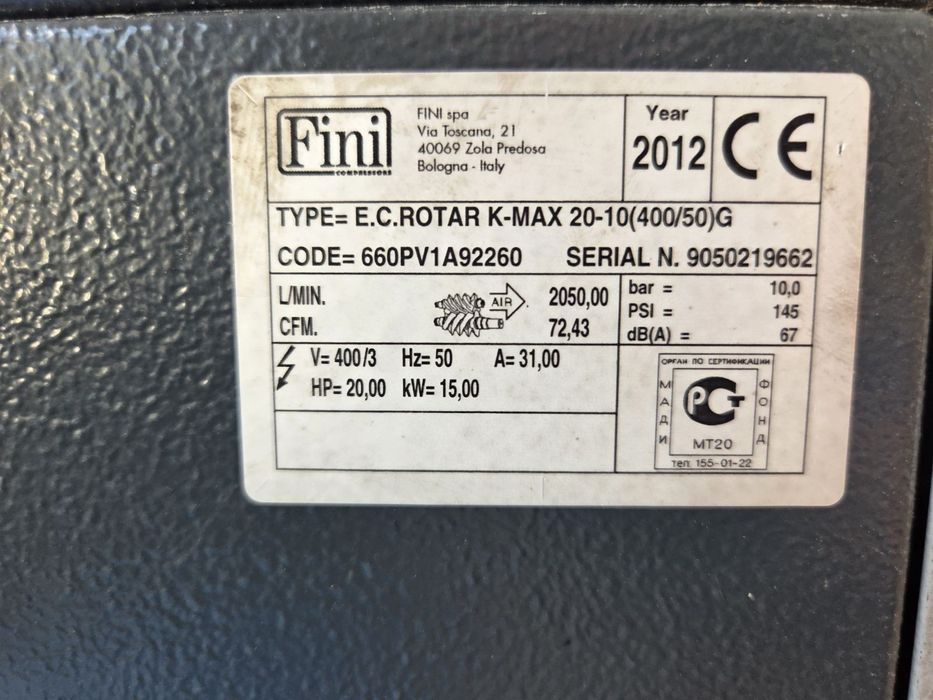 Fini
COMPRESSORS
FINI spa
Via Toscana, 21
40069 Zola Predosa
Bologna - Italy
Year
2012
CE
TYPE= E.C.ROTAR K-MAX 20-10(400/50)G
CODE= 660PV1A92260 SERIAL N. 9050219662
L/MIN. AIR 2050,00
CFM. 72,43
bar = 10,0
PSI = 145
dB(A) = 67
V= 400/3 Hz= 50 A= 31,00
HP= 20,00 kW= 15,00
ОРГАН ПО СЕРТИФИКАЦИИ
МАДИ
ФОНД
РСТ
МТ20
тел. 155-01-22